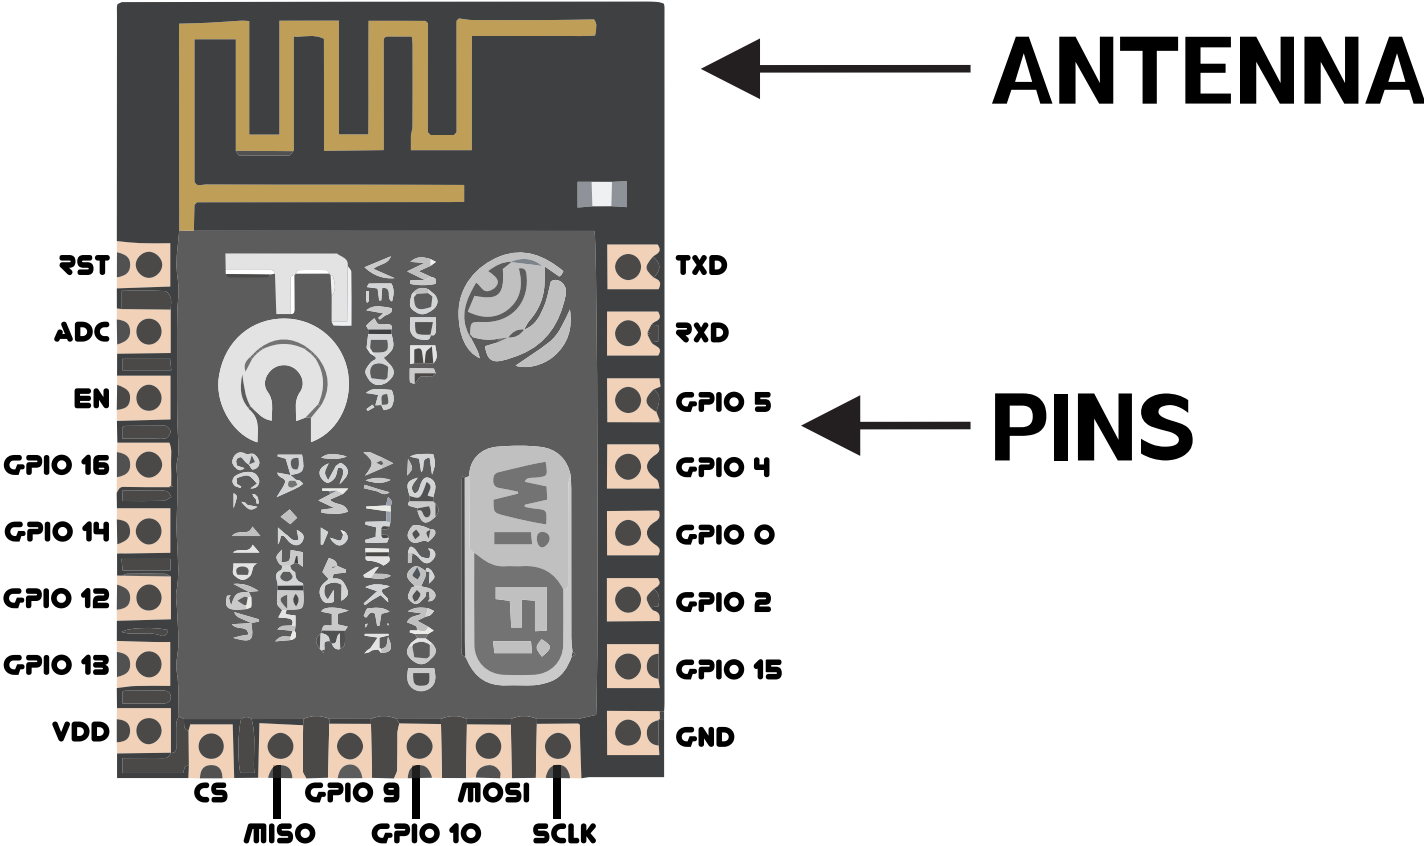 ANTENNA
RST
ADC
EN
GPIO 16
GPIO 14
GPIO 12
GPIO 13
VDD
FC
MODEL
VENDOR
ESP8266MOD
AI/THINKER
ISM 2 4GHZ
PA +25dBm
802 11b/g/n
WiFi
TXD
RXD
GPIO 5
GPIO 4
GPIO 0
GPIO 2
GPIO 15
GND
PINS
CS
MISO
GPIO 9
GPIO 10
MOSI
SCLK